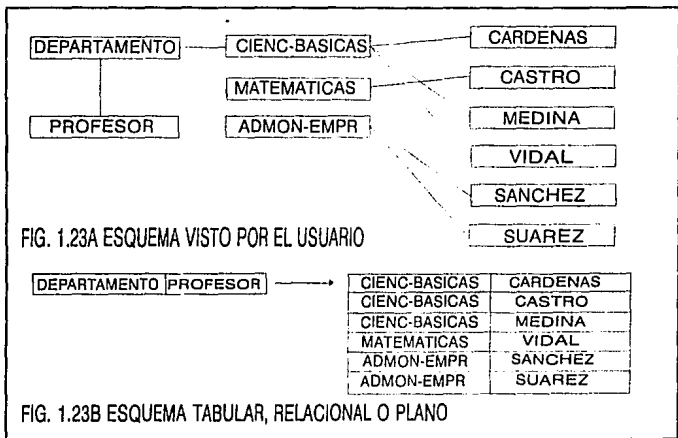 DEPARTAMENTO CIENC-BASICAS CARDENAS
MATEMATICAS CASTRO
PROFESOR ADMON-EMPR MEDINA
VIDAL
SANCHEZ
FIG. 1.23A ESQUEMA VISTO POR EL USUARIO SUAREZ
DEPARTAMENTO PROFESOR CIENC-BASICAS CARDENAS
CIENC-BASICAS CASTRO
CIENC-BASICAS MEDINA
MATEMATICAS VIDAL
ADMON-EMPR SANCHEZ
ADMON-EMPR SUAREZ
FIG. 1.23B ESQUEMA TABULAR, RELACIONAL O PLANO